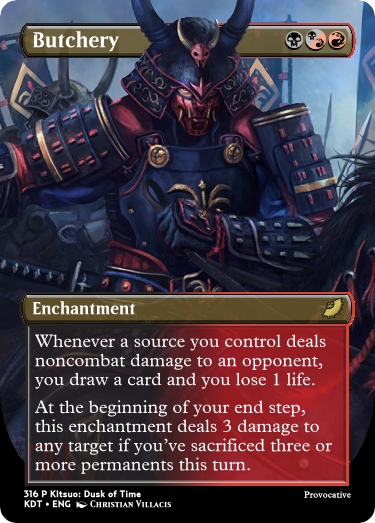 Butchery
Enchantment
Whenever a source you control deals
noncombat damage to an opponent,
you draw a card and you lose 1 life.
At the beginning of your end step,
this enchantment deals 3 damage to
any target if you've sacrificed three or
more permanents this turn.
316 P KItsuo: Dusk of Time
Provocative
KDT • ENG Christian Villacis